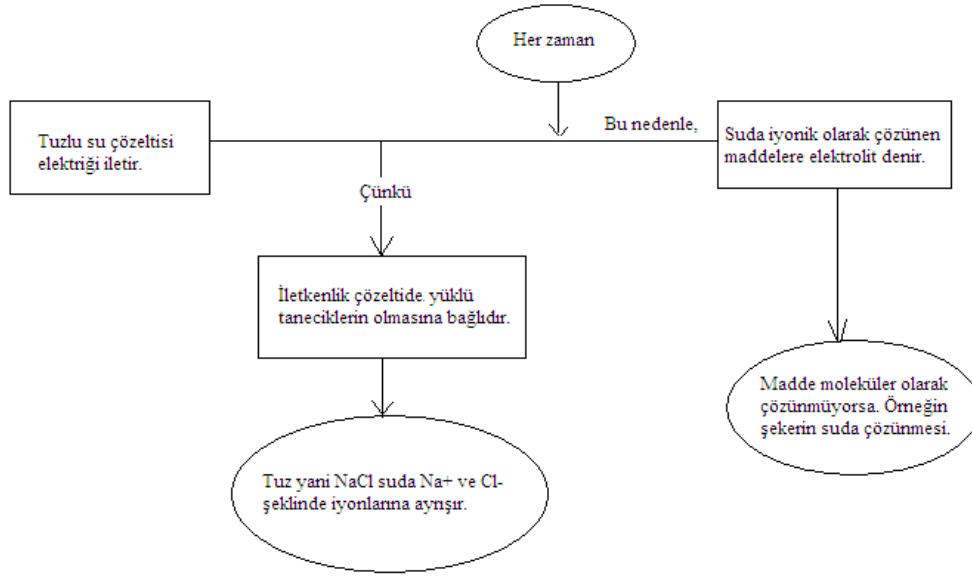 Her zaman
Tuzlu su çözeltisi
elektriği iletir.
Bu nedenle,
Suda iyonik olarak çözünen
maddelere elektrolit denir.
Çünkü
İletkenlik çözeltide. yüklü
taneciklerin olmasına bağlıdır.
Madde moleküler olarak
çözünmüyorsa. Örneğin
şekerin suda çözünmesi.
Tuz yani NaCl suda Na+ ve Cl-
şeklinde iyonlarına ayrışır.